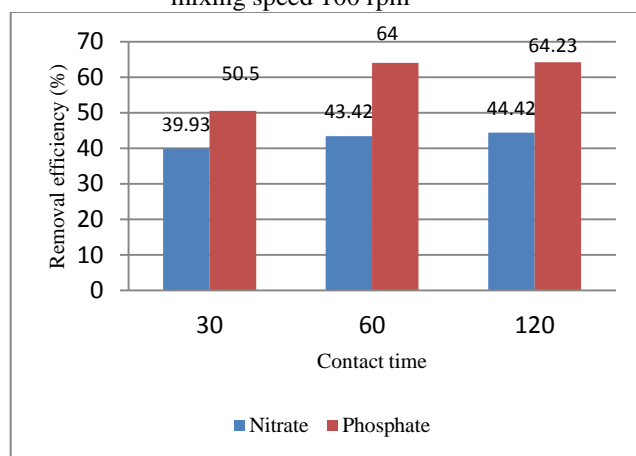 mixing speed 100 rpm
70
60
50
40
30
20
10
0
Removal efficiency (%)
39.93
50.5
43.42
64
44.42
64.23
30 60 120
Contact time
Nitrate Phosphate